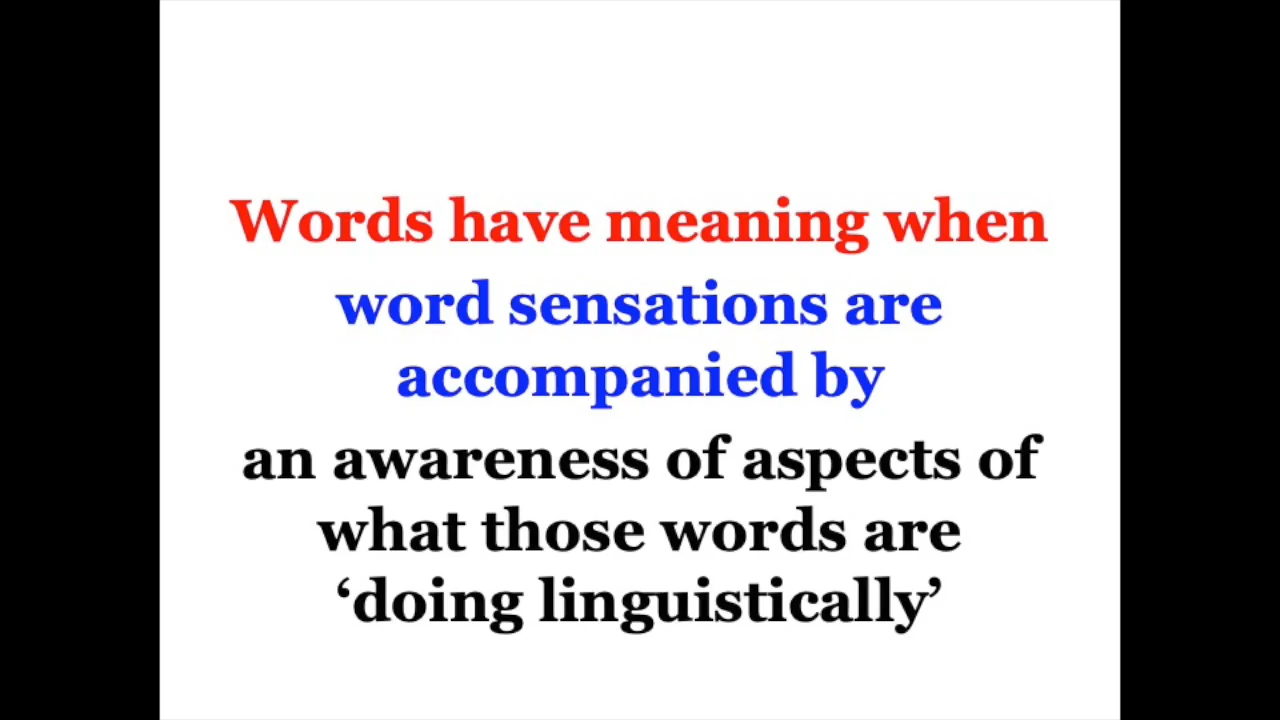 Words have meaning when
word sensations are
accompanied by
an awareness of aspects of
what those words are
‘doing linguistically’